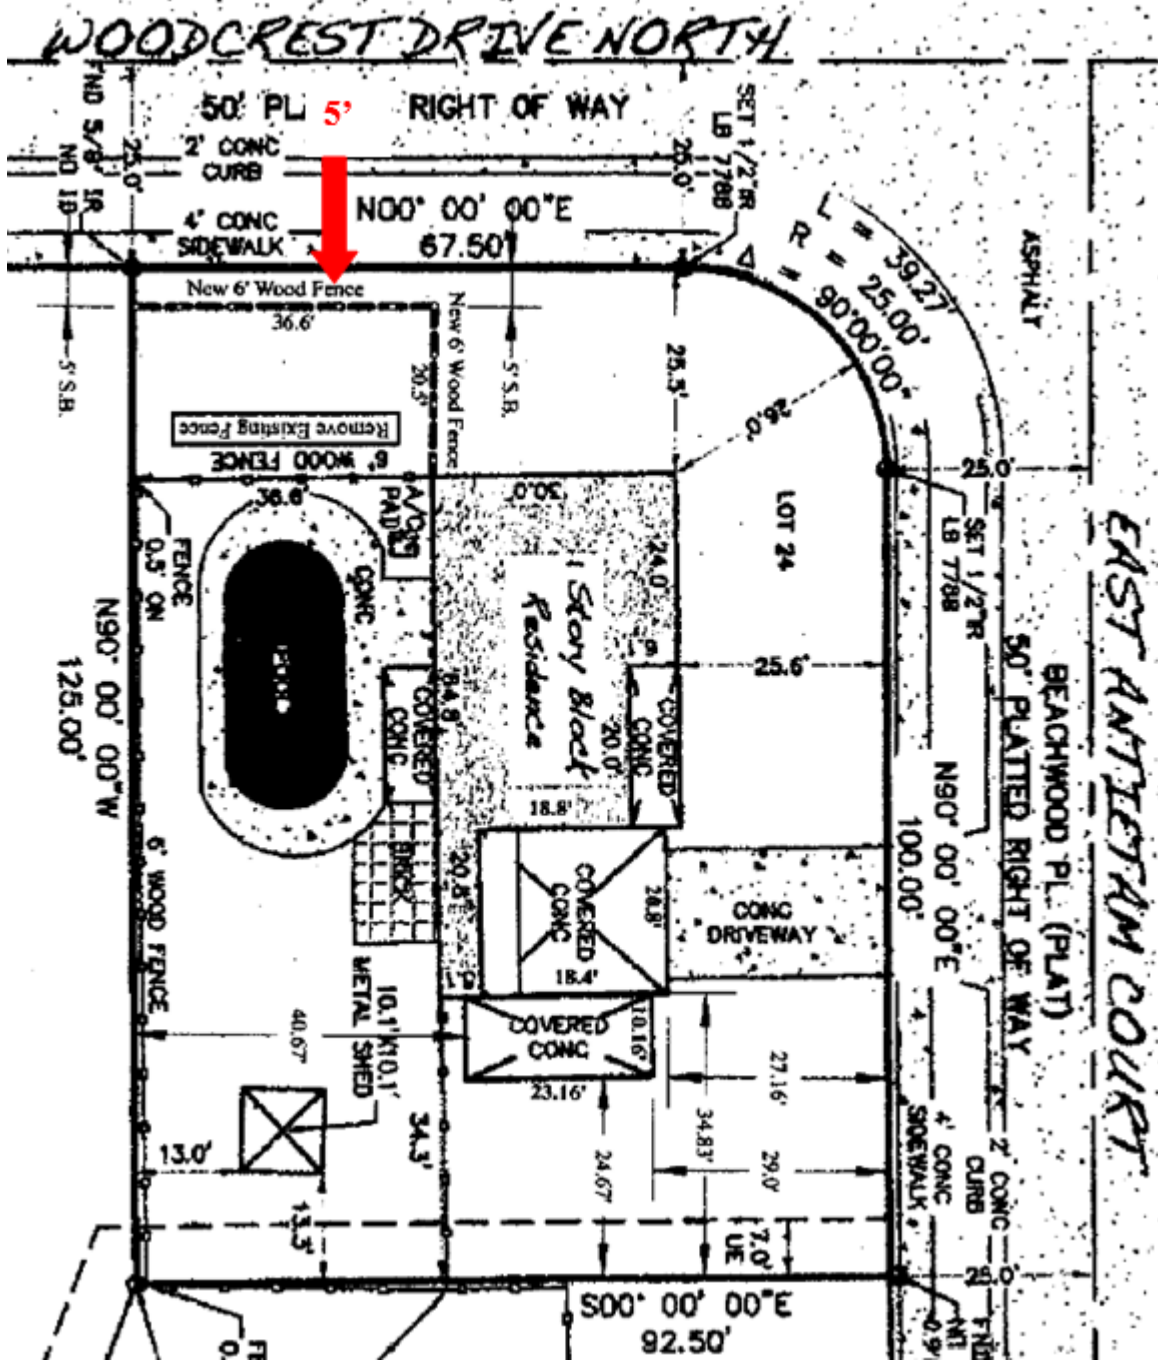 WOODCREST DRIVE NORTH
50' PL
5’
RIGHT OF WAY
2' CONC
CURB
25.0'
25.0'
FND 5/8" IR
NO ID
SET 1/2"IR
LB 7788
4' CONC
SIDEWALK
N00° 00' 00"E
67.50'
L = 39.27'
R = 25.00'
Δ = 90°00'00"
ASPHALT
New 6' Wood Fence
36.6'
New 6' Wood Fence
20.5'
5' S.B.
5' S.B.
25.5'
26.0'
Remove Existing Fence
6' WOOD FENCE
36.6'
30.0'
A/C
PAD
25.0'
LOT 24
SET 1/2"IR
LB 7788
EAST ANTIETAM COURT
FENCE
0.5' ON
CONC
POOL
1 Story Block
Residence
24.0'
6.1'
25.6'
N90° 00' 00"W
125.00'
COVERED
CONC
20.0'
COVERED
CONC
BEACHWOOD PL. (PLAT)
50' PLATTED RIGHT OF WAY
N90° 00' 00"E
100.00'
18.8'
BRICK
20.8'
COVERED
CONC
28.8'
18.4'
CONC
DRIVEWAY
6' WOOD FENCE
10.1'X10.1'
METAL SHED
40.67'
COVERED
CONC
10.16'
23.16'
27.16'
34.83'
29.0'
24.67'
34.3'
13.0'
13.3'
4' CONC
SIDEWALK
2' CONC
CURB
7.0'
UE
25.0'
S00° 00' 00"E
92.50'